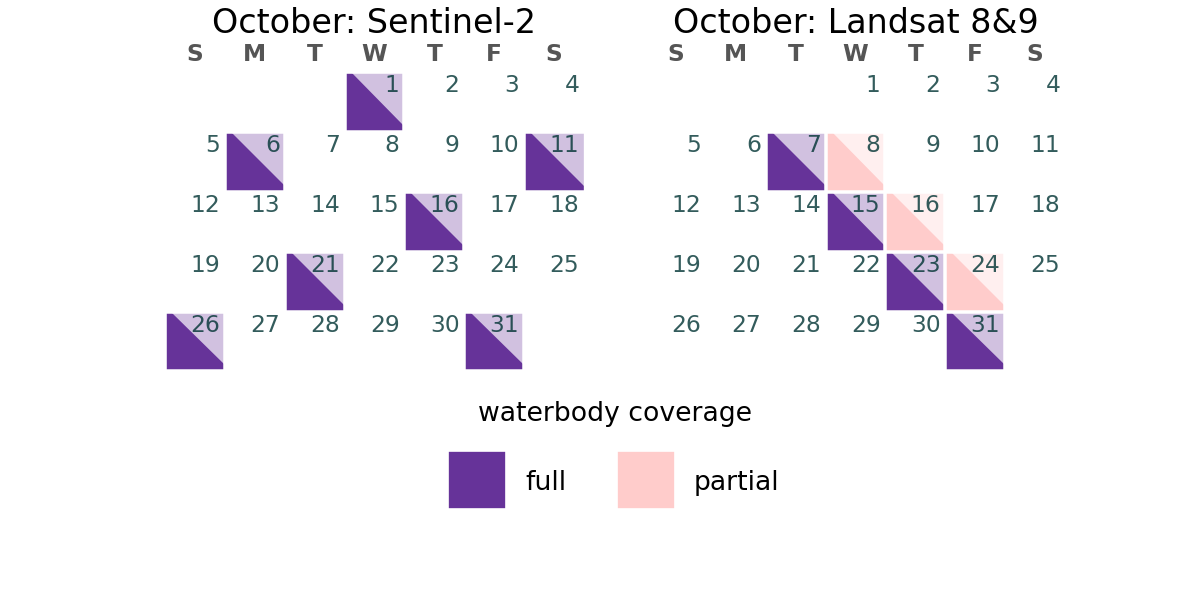 October: Sentinel-2
S M T W T F S
1 2 3 4
5 6 7 8 9 10 11
12 13 14 15 16 17 18
19 20 21 22 23 24 25
26 27 28 29 30 31
October: Landsat 8&9
S M T W T F S
1 2 3 4
5 6 7 8 9 10 11
12 13 14 15 16 17 18
19 20 21 22 23 24 25
26 27 28 29 30 31
waterbody coverage
full
partial